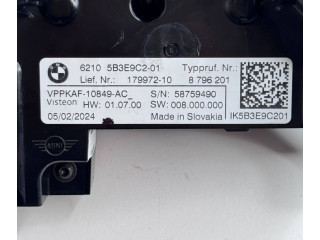 6210 5B3E9C2-01 Typpruf. Nr.:
Lief. Nr.: 179972-10 8 796 201
VPPKAF-10849-AC_ S/N: 58759490
Visteon HW: 01.07.00 SW: 008.000.000
05/02/2024 Made in Slovakia IK5B3E9C201
MINI